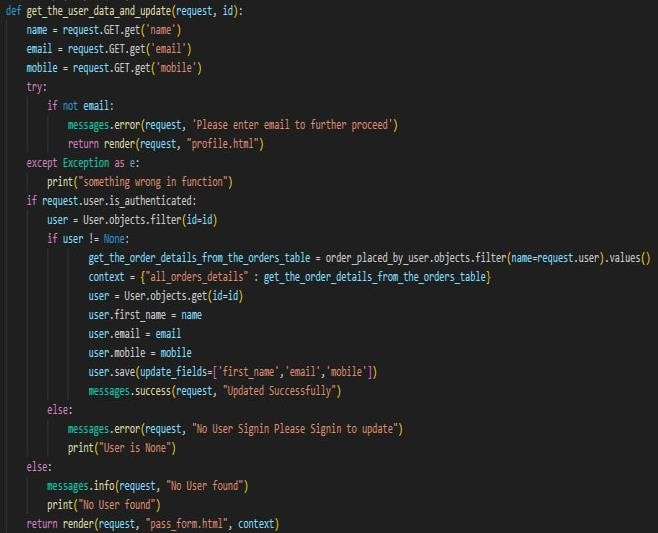 def get_the_user_data_and_update(request, id):
    name = request.GET.get('name')
    email = request.GET.get('email')
    mobile = request.GET.get('mobile')
    try:
        if not email:
            messages.error(request, 'Please enter email to further proceed')
            return render(request, "profile.html")
    except Exception as e:
        print("something wrong in function")
    if request.user.is_authenticated:
        user = User.objects.filter(id=id)
        if user != None:
                get_the_order_details_from_the_orders_table = order_placed_by_user.objects.filter(name=request.user).values()
                context = {"all_orders_details" : get_the_order_details_from_the_orders_table}
                user = User.objects.get(id=id)
                user.first_name = name
                user.email = email
                user.mobile = mobile
                user.save(update_fields=['first_name','email','mobile'])
                messages.success(request, "Updated Successfully")
        else:
            messages.error(request, "No User Signin Please Signin to update")
            print("User is None")
    else:
        messages.info(request, "No User found")
        print("No User found")
    return render(request, "pass_form.html", context)